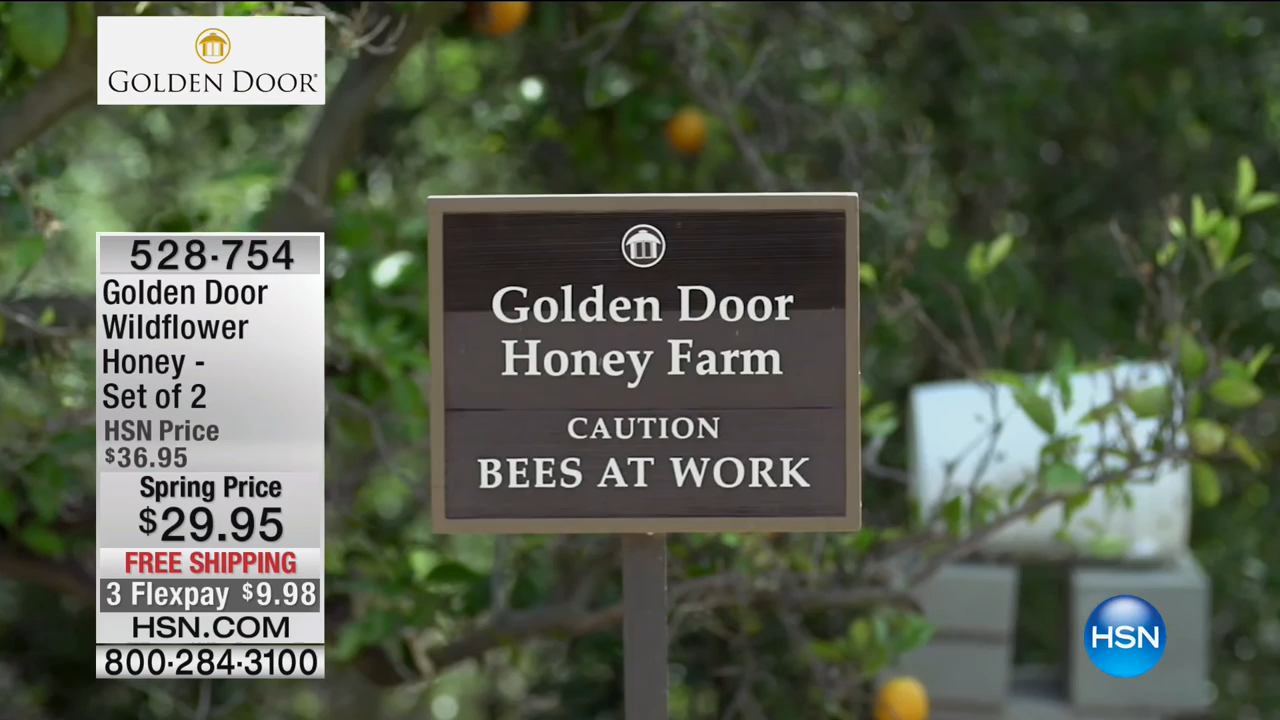 GOLDEN DOOR®
528·754
Golden Door
Wildflower
Honey -
Set of 2
HSN Price
$36.95
Spring Price
$29.95
FREE SHIPPING
3 Flexpay $9.98
HSN.COM
800·284·3100
Golden Door
Honey Farm
CAUTION
BEES AT WORK
HSN